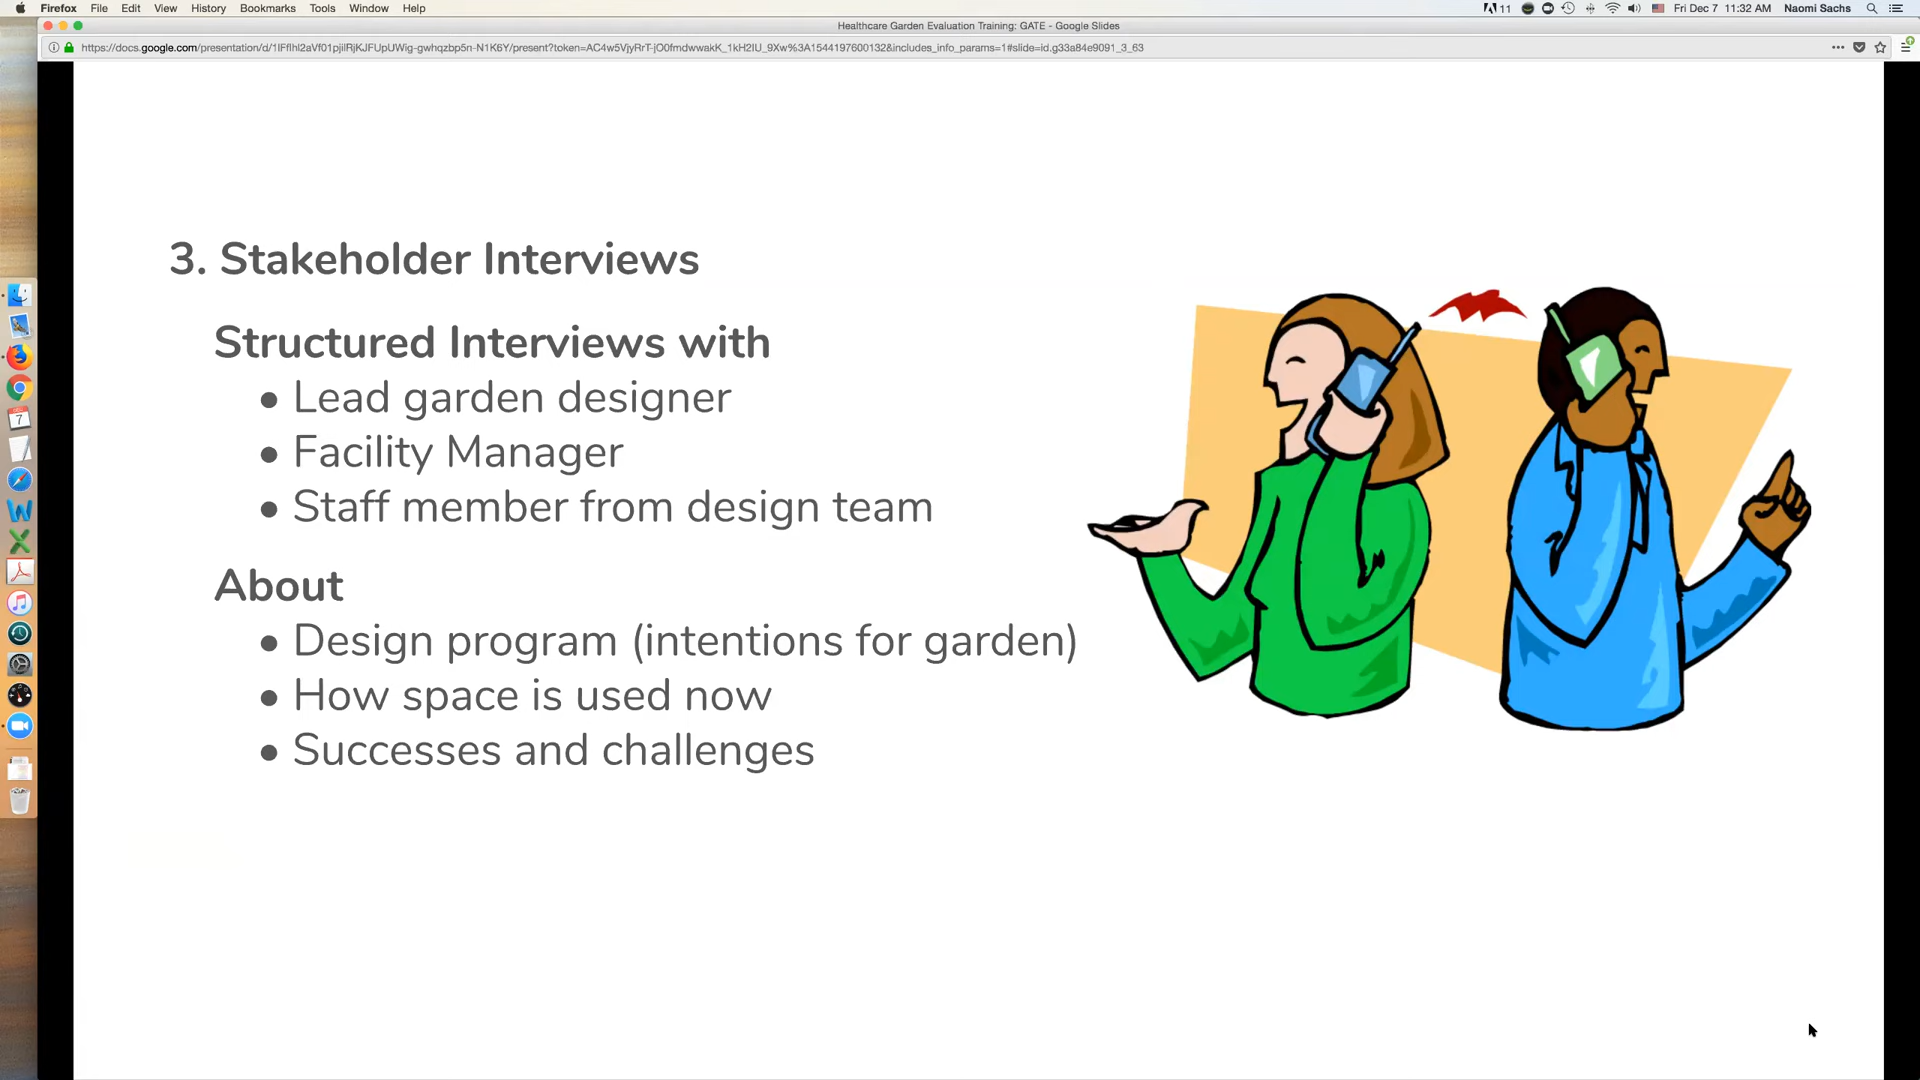 Firefox File Edit View History Bookmarks Tools Window Help 11 Fri Dec 7 11:32 AM Naomi Sachs
Healthcare Garden Evaluation Training: GATE - Google Slides
3. Stakeholder Interviews
Structured Interviews with
• Lead garden designer
• Facility Manager
• Staff member from design team
About
• Design program (intentions for garden)
• How space is used now
• Successes and challenges